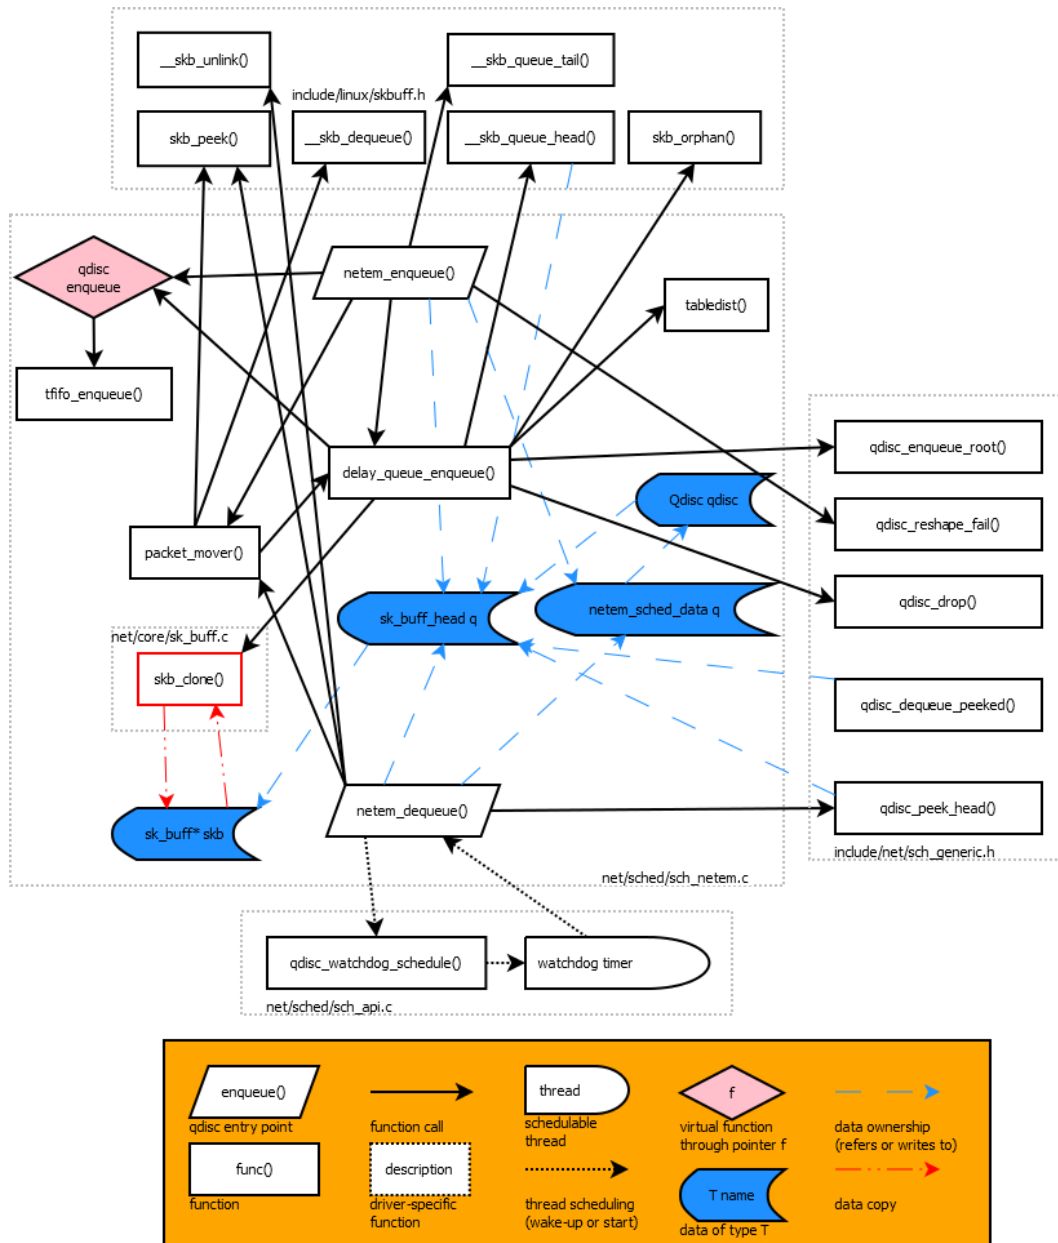 __skb_unlink()
__skb_queue_tail()
include/linux/skbuff.h
skb_peek()
__skb_dequeue()
__skb_queue_head()
skb_orphan()
qdisc
enqueue
netem_enqueue()
tabledist()
tfifo_enqueue()
delay_queue_enqueue()
qdisc_enqueue_root()
Qdisc qdisc
qdisc_reshape_fail()
packet_mover()
sk_buff_head q
netem_sched_data q
qdisc_drop()
net/core/sk_buff.c
skb_clone()
qdisc_dequeue_peeked()
sk_buff* skb
netem_dequeue()
qdisc_peek_head()
include/net/sch_generic.h
net/sched/sch_netem.c
qdisc_watchdog_schedule()
watchdog timer
net/sched/sch_api.c
enqueue()
qdisc entry point
function call
thread
schedulable
thread
f
virtual function
through pointer f
data ownership
(refers or writes to)
func()
function
description
driver-specific
function
thread scheduling
(wake-up or start)
T name
data of type T
data copy